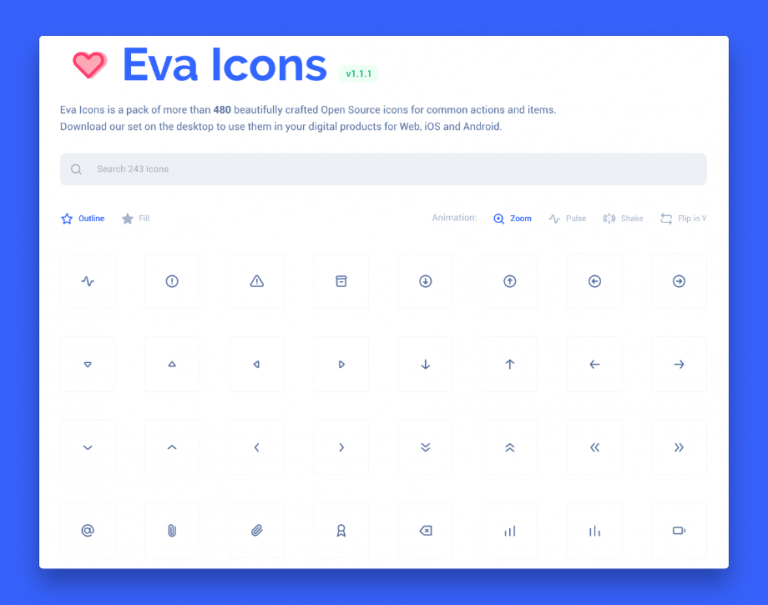 Eva Icons v1.1.1
Eva Icons is a pack of more than 480 beautifully crafted Open Source icons for common actions and items.
Download our set on the desktop to use them in your digital products for Web, iOS and Android.
Search 243 Icons
Outline Fill Animation: Zoom Pulse Shake Flip in Y